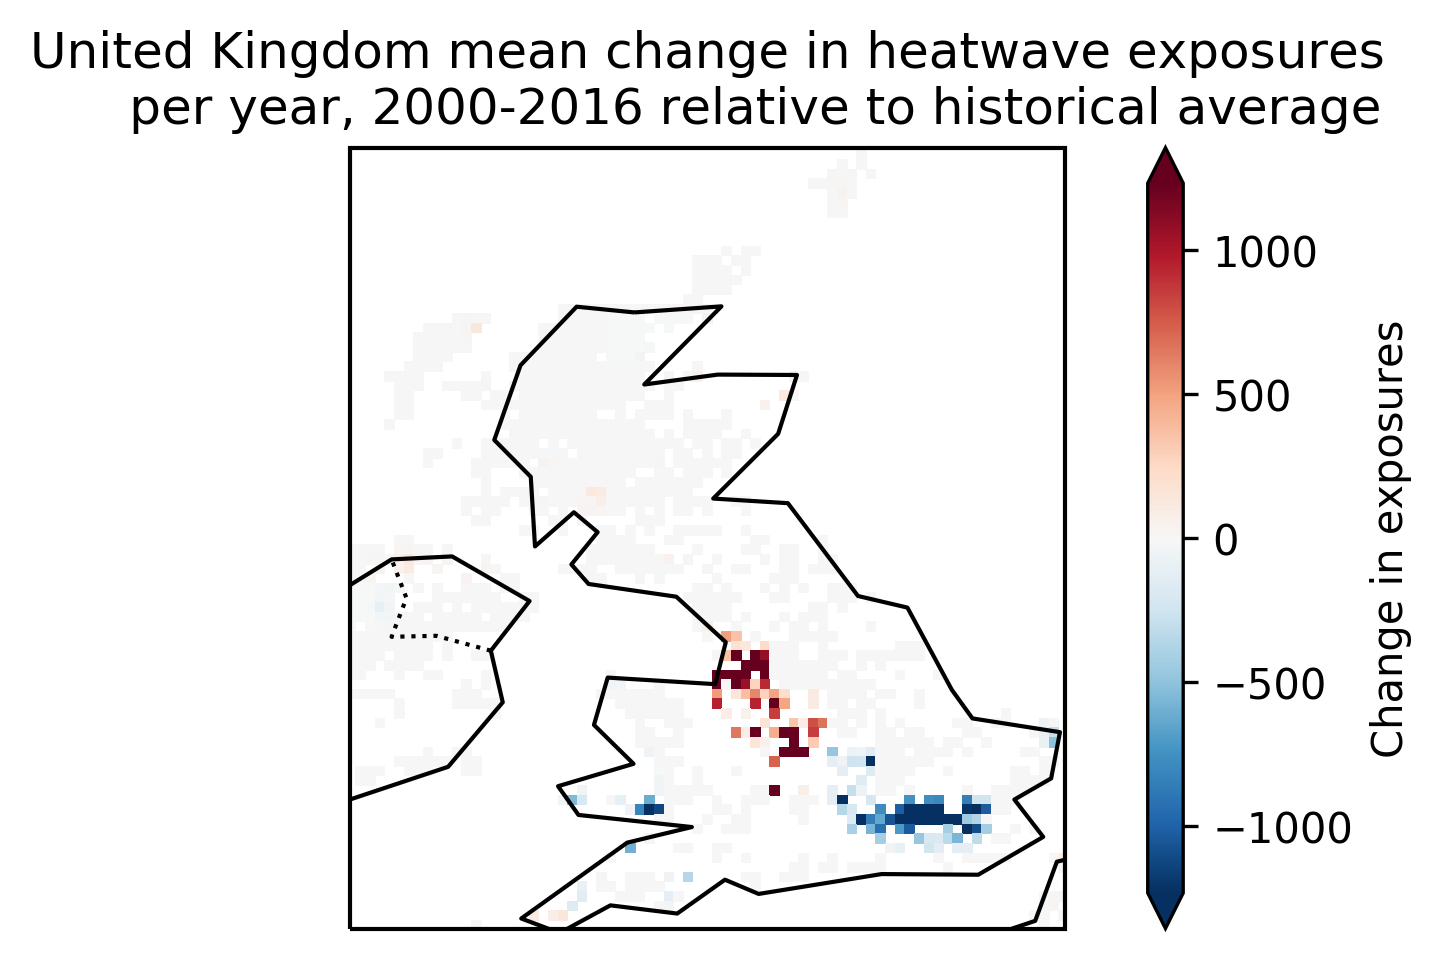 United Kingdom mean change in heatwave exposures
per year, 2000-2016 relative to historical average
1000
500
0
−500
−1000
Change in exposures